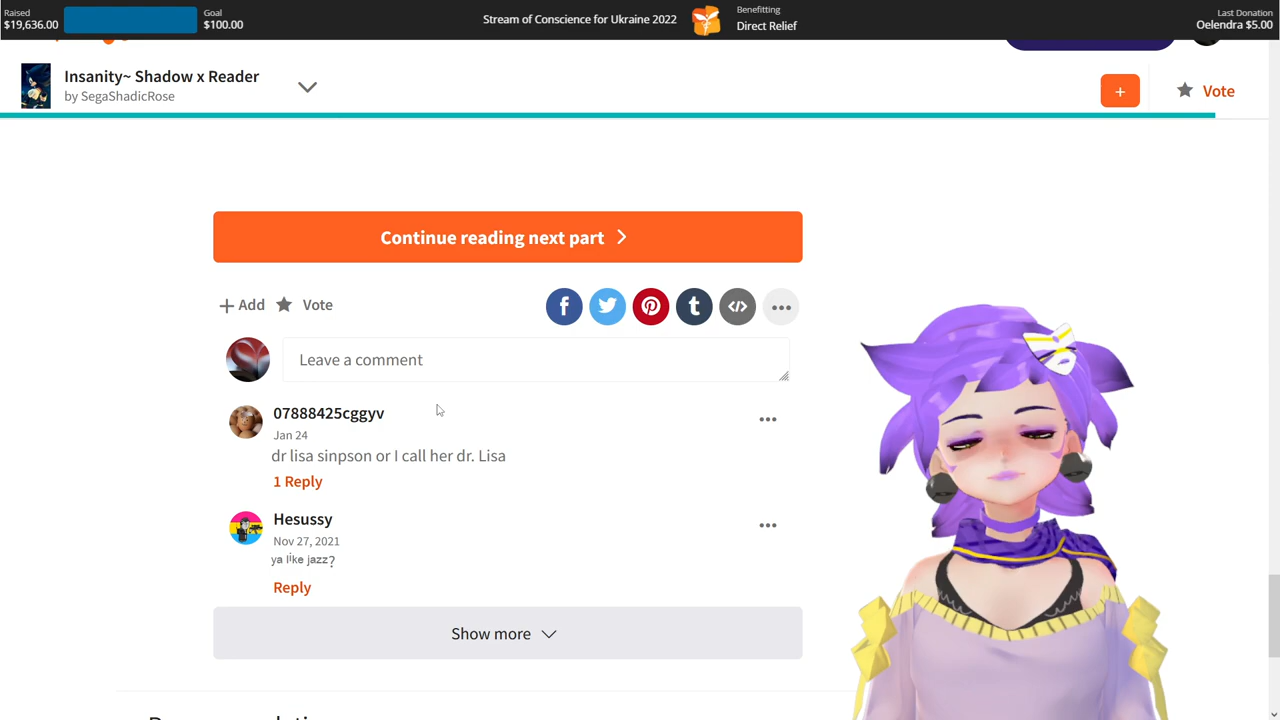 Raised
$19,636.00
Goal
$100.00
Stream of Conscience for Ukraine 2022
Benefitting
Direct Relief
Last Donation
Oelendra $5.00
Insanity~ Shadow x Reader
by SegaShadicRose
+
Vote
Continue reading next part
+ Add
Vote
Leave a comment
07888425cggyv
Jan 24
dr lisa sinpson or I call her dr. Lisa
1 Reply
Hesussy
Nov 27, 2021
ya like jazz?
Reply
Show more